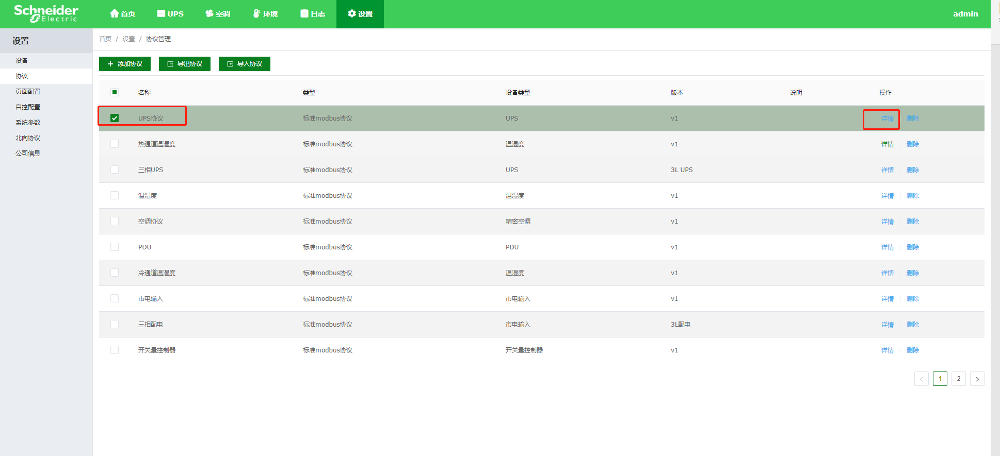 Schneider
Electric
首页 UPS 空调 环境 日志 设置 admin
设置
设备
协议
页面配置
自控配置
系统参数
北向协议
公司信息
首页 / 设置 / 协议管理
添加协议 导出协议 导入协议
名称 类型 设备类型 版本 说明 操作
UPS协议 标准modbus协议 UPS v1 详情 删除
热通道温湿度 标准modbus协议 温湿度 v1 详情 删除
三相UPS 标准modbus协议 UPS 3L UPS 详情 删除
温湿度 标准modbus协议 温湿度 v1 详情 删除
空调协议 标准modbus协议 精密空调 v1 详情 删除
PDU 标准modbus协议 PDU v1 详情 删除
冷通道温湿度 标准modbus协议 温湿度 v1 详情 删除
市电输入 标准modbus协议 市电输入 v1 详情 删除
三相配电 标准modbus协议 市电输入 3L配电 详情 删除
开关量控制器 标准modbus协议 开关量控制器 v1 详情 删除
< 1 2 >